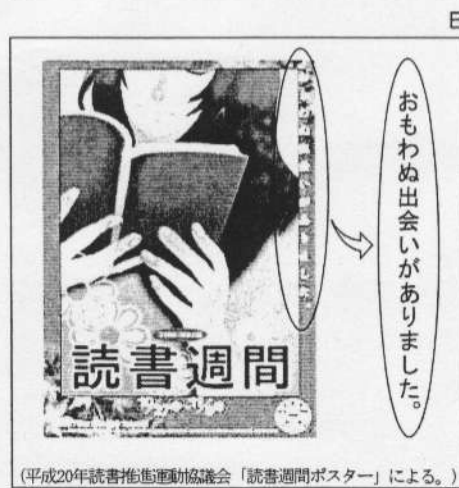 おもわぬ出会いがありました。
読書週間
(平成20年読書推進運動協議会「読書週間ポスター」による。)